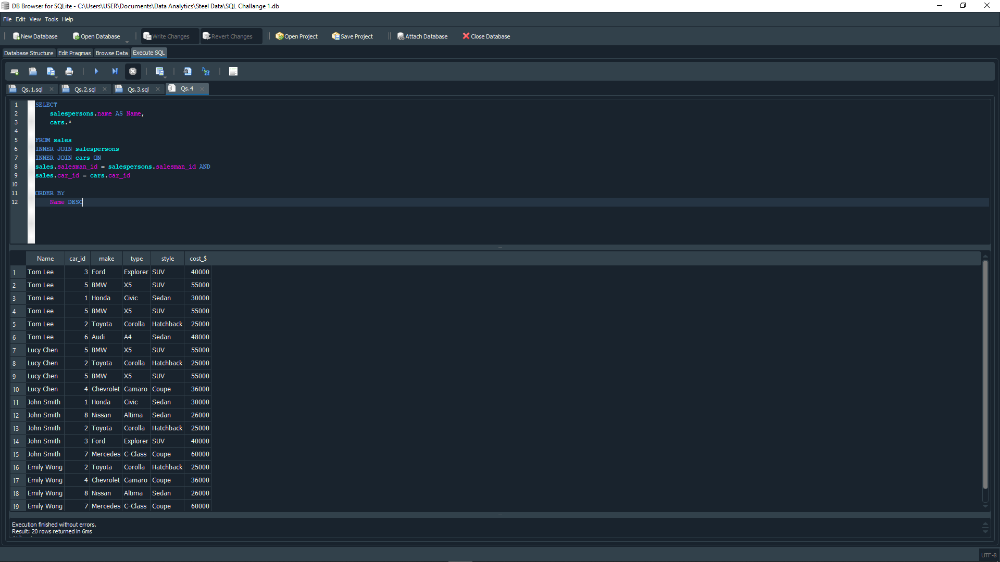 DB Browser for SQLite - C:\Users\USER\Documents\Data Analytics\Steel Data\SQL Challange 1.db
File Edit View Tools Help
New Database Open Database Write Changes Revert Changes Open Project Save Project Attach Database Close Database
Database Structure Edit Pragmas Browse Data Execute SQL
Qs.1.sql Qs.2.sql Qs.3.sql Qs.4
1 SELECT
2 salespersons.name AS Name,
3 cars.*
4
5 FROM sales
6 INNER JOIN salespersons
7 INNER JOIN cars ON
8 sales.salesman_id = salespersons.salesman_id AND
9 sales.car_id = cars.car_id
10
11 ORDER BY
12 Name DESC
Name car_id make type style cost_$
1 Tom Lee 3 Ford Explorer SUV 40000
2 Tom Lee 5 BMW X5 SUV 55000
3 Tom Lee 1 Honda Civic Sedan 30000
4 Tom Lee 5 BMW X5 SUV 55000
5 Tom Lee 2 Toyota Corolla Hatchback 25000
6 Tom Lee 6 Audi A4 Sedan 48000
7 Lucy Chen 5 BMW X5 SUV 55000
8 Lucy Chen 2 Toyota Corolla Hatchback 25000
9 Lucy Chen 5 BMW X5 SUV 55000
10 Lucy Chen 4 Chevrolet Camaro Coupe 36000
11 John Smith 1 Honda Civic Sedan 30000
12 John Smith 8 Nissan Altima Sedan 26000
13 John Smith 2 Toyota Corolla Hatchback 25000
14 John Smith 3 Ford Explorer SUV 40000
15 John Smith 7 Mercedes C-Class Coupe 60000
16 Emily Wong 2 Toyota Corolla Hatchback 25000
17 Emily Wong 4 Chevrolet Camaro Coupe 36000
18 Emily Wong 8 Nissan Altima Sedan 26000
19 Emily Wong 7 Mercedes C-Class Coupe 60000
Execution finished without errors.
Result: 20 rows returned in 6ms
UTF-8